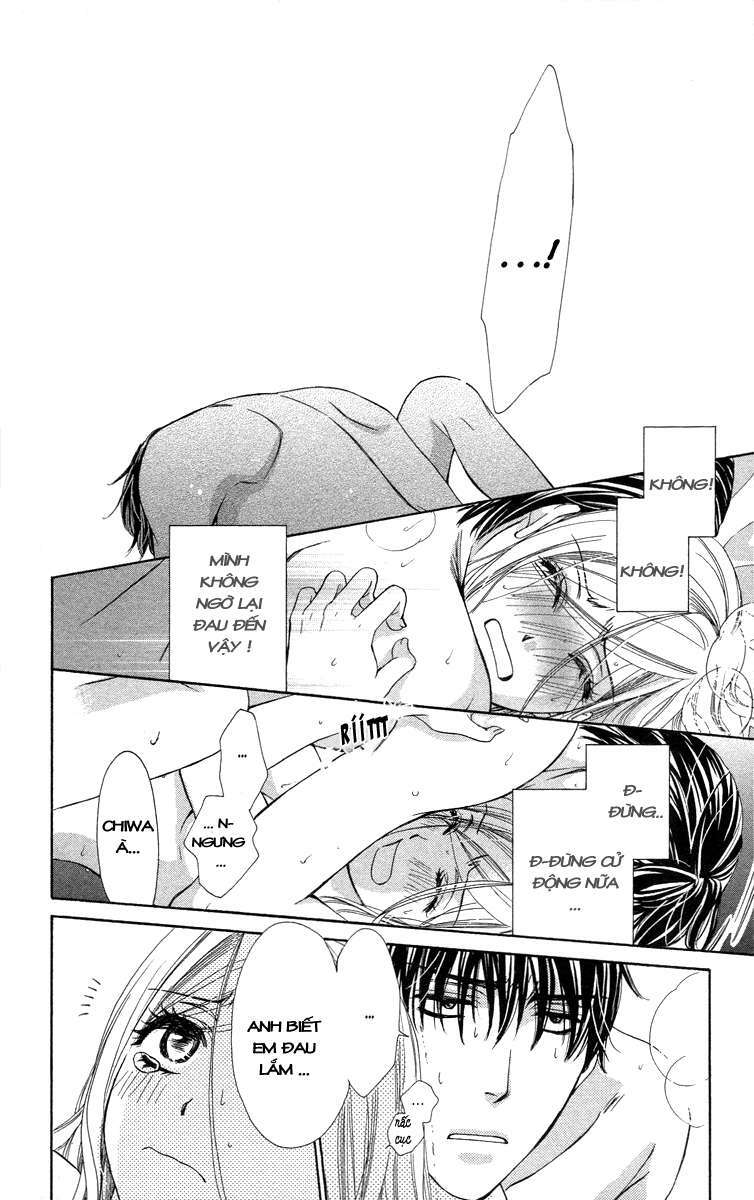 ...!
KHÔNG!
KHÔNG!
MÌNH
KHÔNG
NGỜ LẠI
ĐAU ĐẾN
VẬY !
RÍÍTTT
Đ-
ĐỪNG..
Đ-ĐỪNG CỬ
ĐỘNG NỮA
...
...
... N-
NGƯNG
...
CHIWA
À...
...
ANH BIẾT
EM ĐAU
LẮM ...
...
nấc
cục